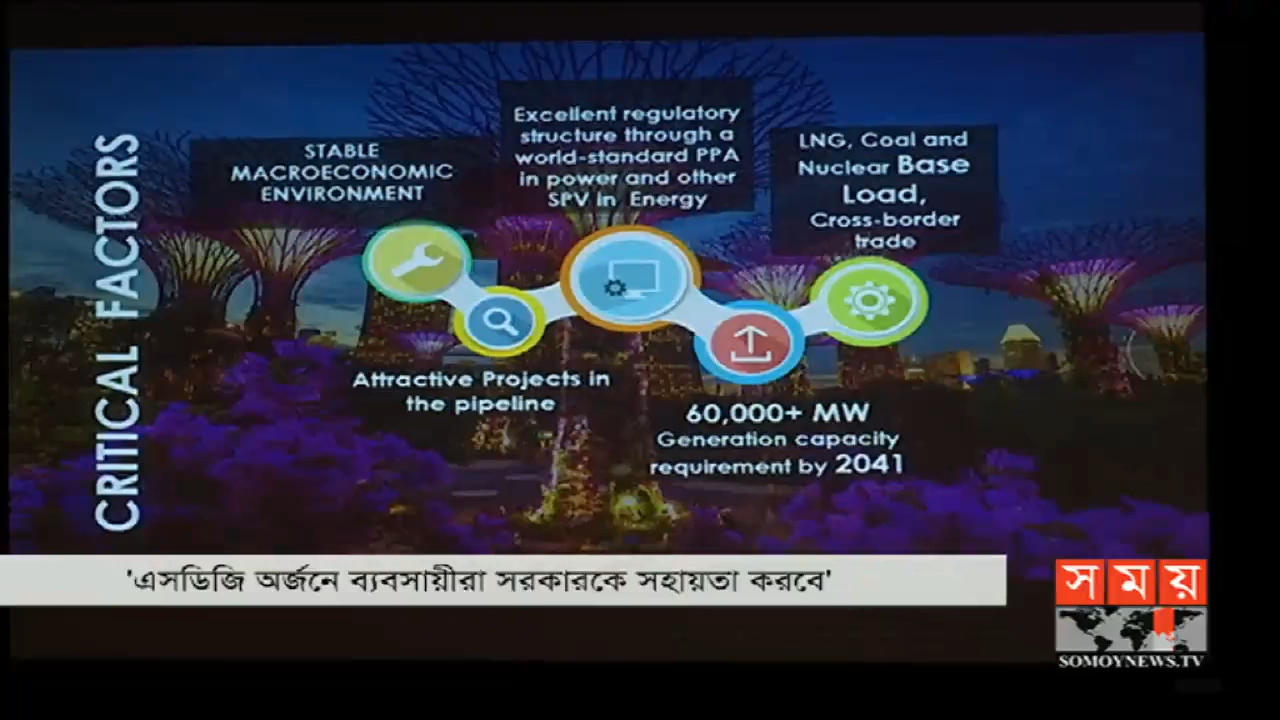 CRITICAL FACTORS
STABLE
MACROECONOMIC
ENVIRONMENT
Attractive Projects in
the pipeline
Excellent regulatory
structure through a
world-standard PPA
in power and other
SPV in Energy
60,000+ MW
Generation capacity
requirement by 2041
LNG, Coal and
Nuclear Base
Load,
Cross-border
trade
'এসডিজি অর্জনে ব্যবসায়ীরা সরকারকে সহায়তা করবে'
সময়
SOMOYNEWS.TV